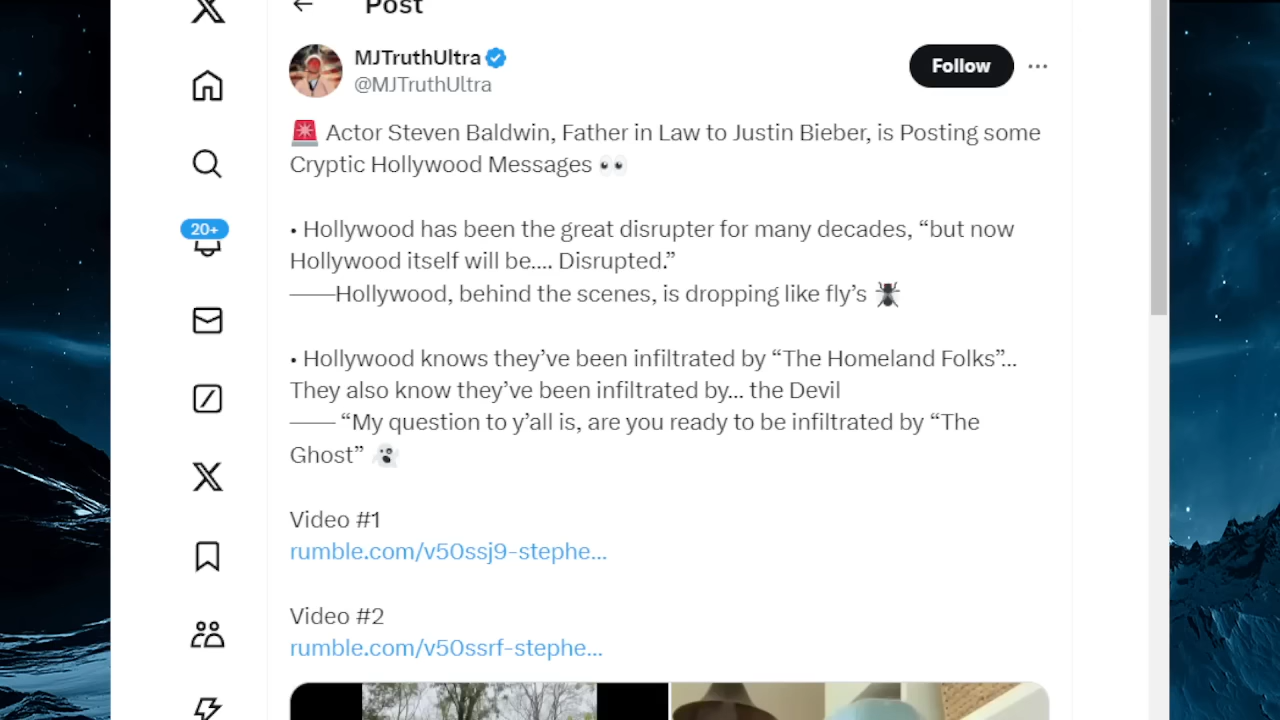 Post
MJTruthUltra
@MJTruthUltra
Follow
🚨 Actor Steven Baldwin, Father in Law to Justin Bieber, is Posting some
Cryptic Hollywood Messages 👀
• Hollywood has been the great disrupter for many decades, “but now
20+
Hollywood itself will be.... Disrupted.”
——Hollywood, behind the scenes, is dropping like fly’s 🪰
• Hollywood knows they’ve been infiltrated by “The Homeland Folks”...
They also know they’ve been infiltrated by... the Devil
—— “My question to y’all is, are you ready to be infiltrated by “The
Ghost” 👻
Video #1
rumble.com/v50ssj9-stephe...
Video #2
rumble.com/v50ssrf-stephe...